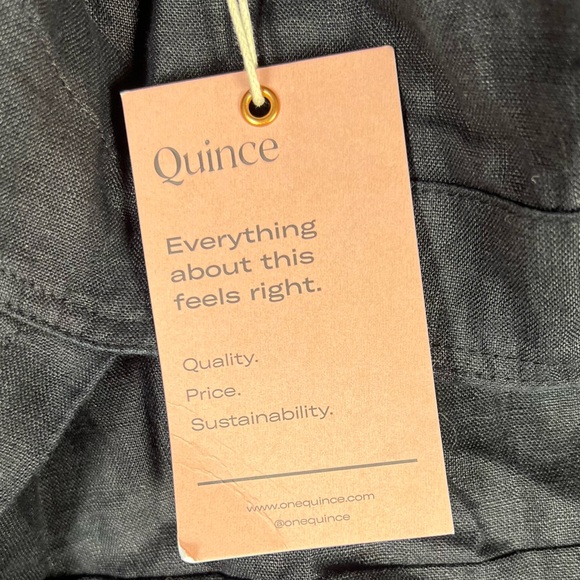 Quince
Everything
about this
feels right.
Quality.
Price.
Sustainability.
www.onequince.com
@onequince